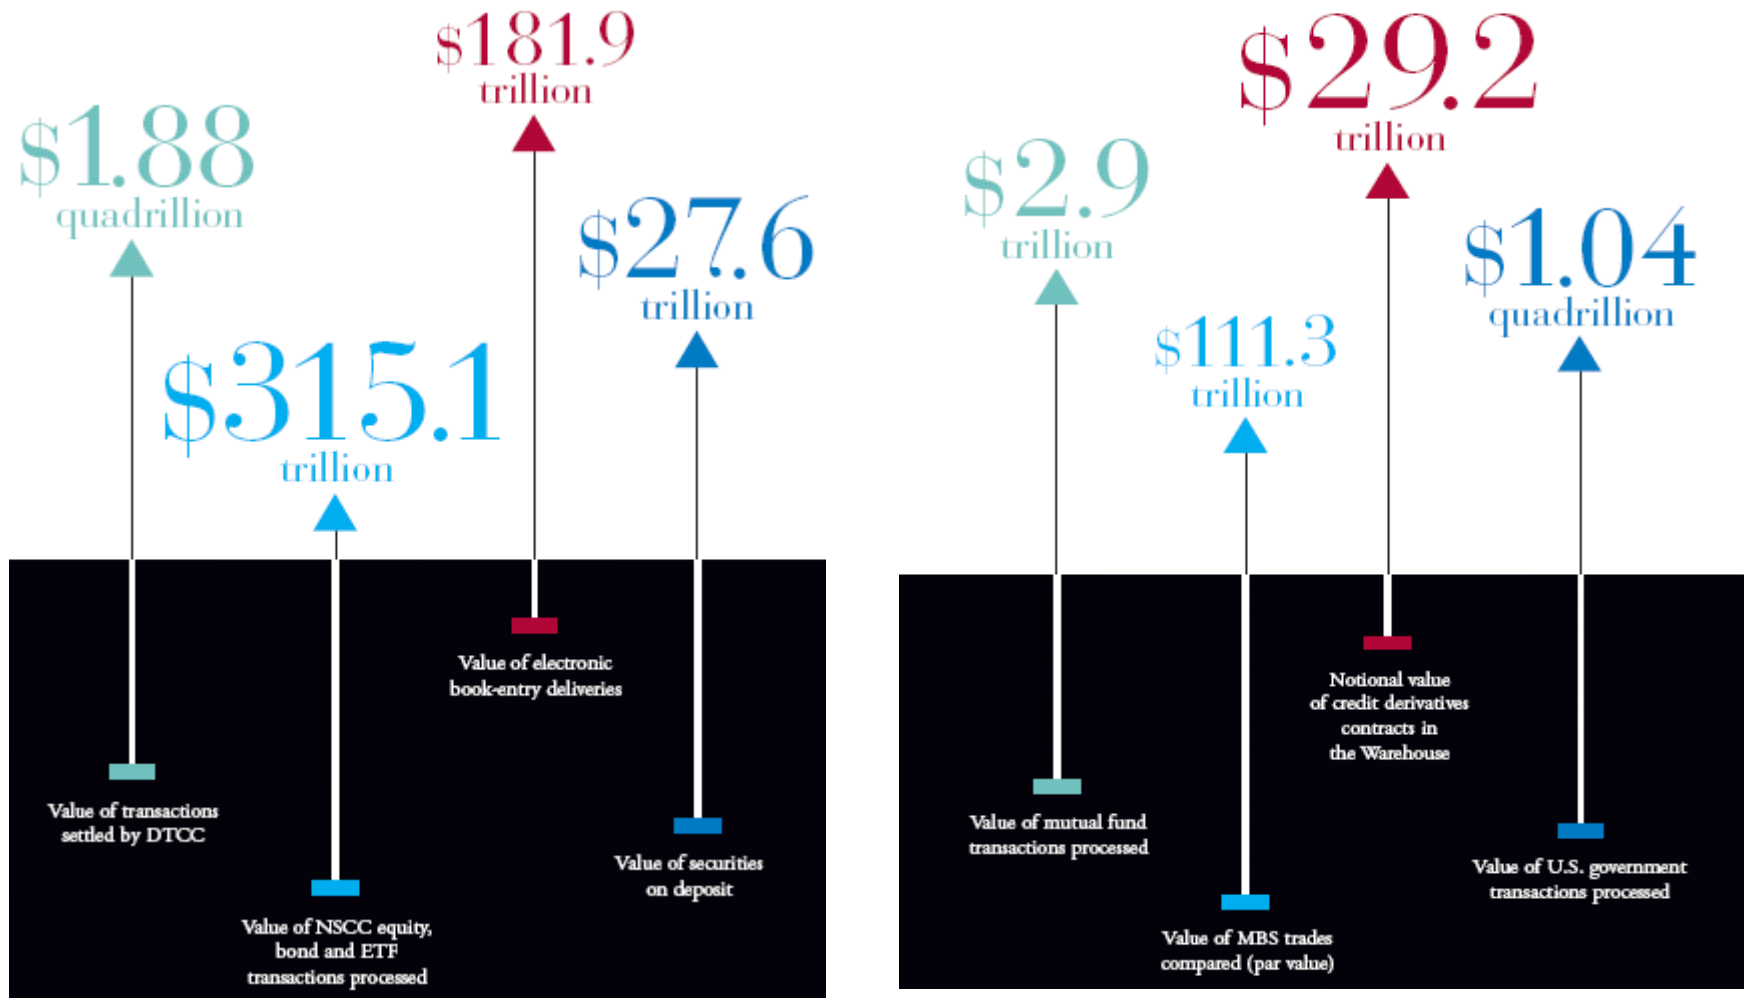 $1.88
quadrillion
Value of transactions
settled by DTCC
$315.1
trillion
Value of NSCC equity,
bond and ETF
transactions processed
$181.9
trillion
Value of electronic
book-entry deliveries
$27.6
trillion
Value of securities
on deposit
$2.9
trillion
Value of mutual fund
transactions processed
$111.3
trillion
Value of MBS trades
compared (par value)
$29.2
trillion
Notional value
of credit derivatives
contracts in
the Warehouse
$1.04
quadrillion
Value of U.S. government
transactions processed